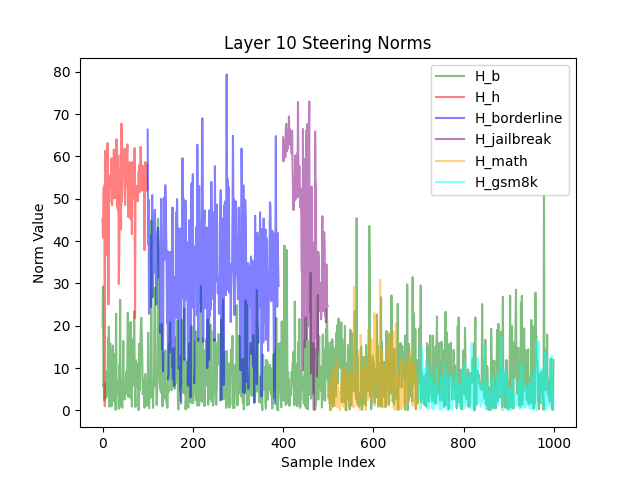 Layer 10 Steering Norms
Norm Value
80
70
60
50
40
30
20
10
0
H_b
H_h
H_borderline
H_jailbreak
H_math
H_gsm8k
0
200
400
600
800
1000
Sample Index